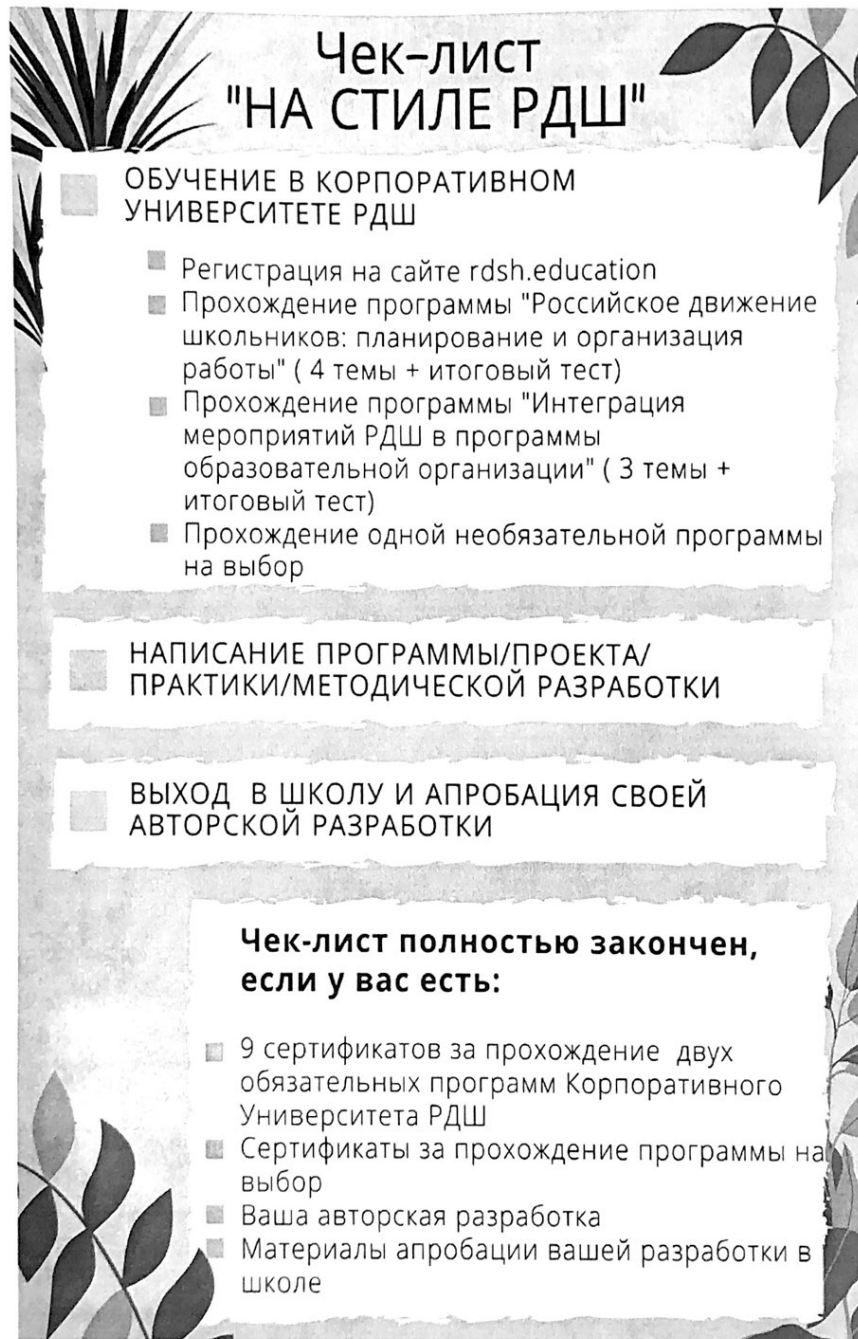 Чек-лист
"НА СТИЛЕ РДШ"
ОБУЧЕНИЕ В КОРПОРАТИВНОМ
УНИВЕРСИТЕТЕ РДШ
Регистрация на сайте rdsh.education
Прохождение программы "Российское движение
школьников: планирование и организация
работы" ( 4 темы + итоговый тест)
Прохождение программы "Интеграция
мероприятий РДШ в программы
образовательной организации" ( 3 темы +
итоговый тест)
Прохождение одной необязательной программы
на выбор
НАПИСАНИЕ ПРОГРАММЫ/ПРОЕКТА/
ПРАКТИКИ/МЕТОДИЧЕСКОЙ РАЗРАБОТКИ
ВЫХОД В ШКОЛУ И АПРОБАЦИЯ СВОЕЙ
АВТОРСКОЙ РАЗРАБОТКИ
Чек-лист полностью закончен,
если у вас есть:
9 сертификатов за прохождение двух
обязательных программ Корпоративного
Университета РДШ
Сертификаты за прохождение программы на
выбор
Ваша авторская разработка
Материалы апробации вашей разработки в
школе